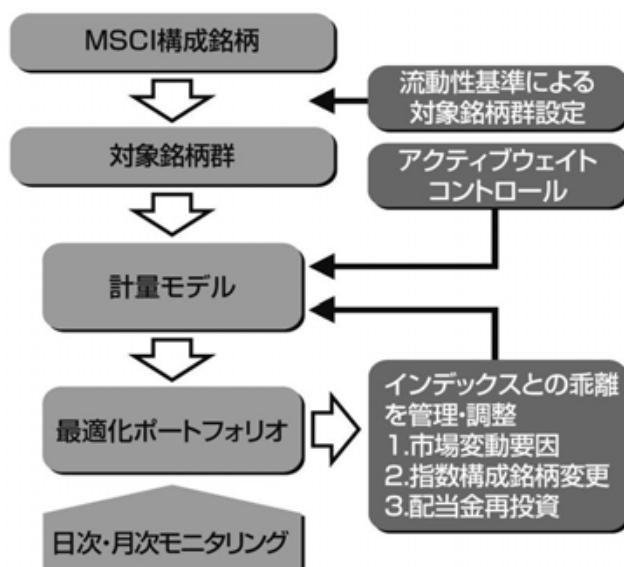 MSCI構成銘柄
流動性基準による
対象銘柄群設定
対象銘柄群
アクティブウェイト
コントロール
計量モデル
最適化ポートフォリオ
インデックスとの乖離
を管理・調整
1.市場変動要因
2.指数構成銘柄変更
3.配当金再投資
日次・月次モニタリング